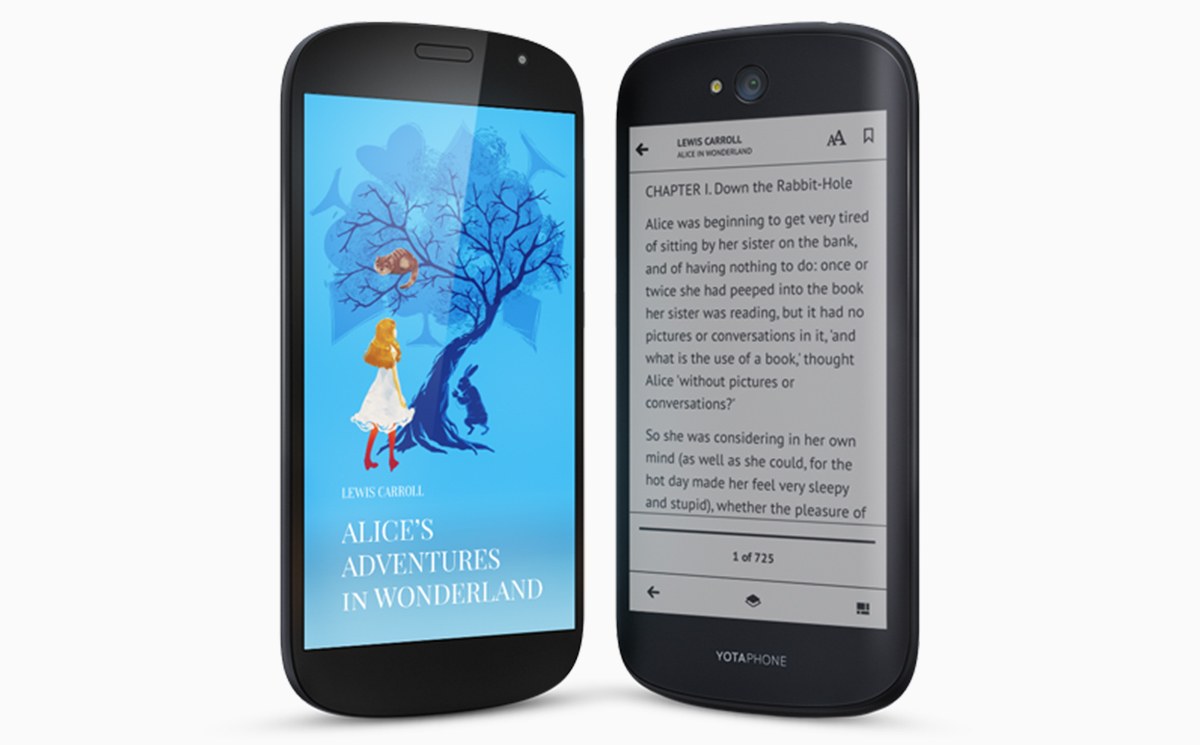 LEWIS CARROLL
ALICE'S
ADVENTURES
IN WONDERLAND
LEWIS CARROLL
ALICE IN WONDERLAND
AA
CHAPTER I. Down the Rabbit-Hole
Alice was beginning to get very tired
of sitting by her sister on the bank,
and of having nothing to do: once or
twice she had peeped into the book
her sister was reading, but it had no
pictures or conversations in it, 'and
what is the use of a book,' thought
Alice 'without pictures or
conversations?'
So she was considering in her own
mind (as well as she could, for the
hot day made her feel very sleepy
and stupid), whether the pleasure of
1 of 725
YOTAPHONE